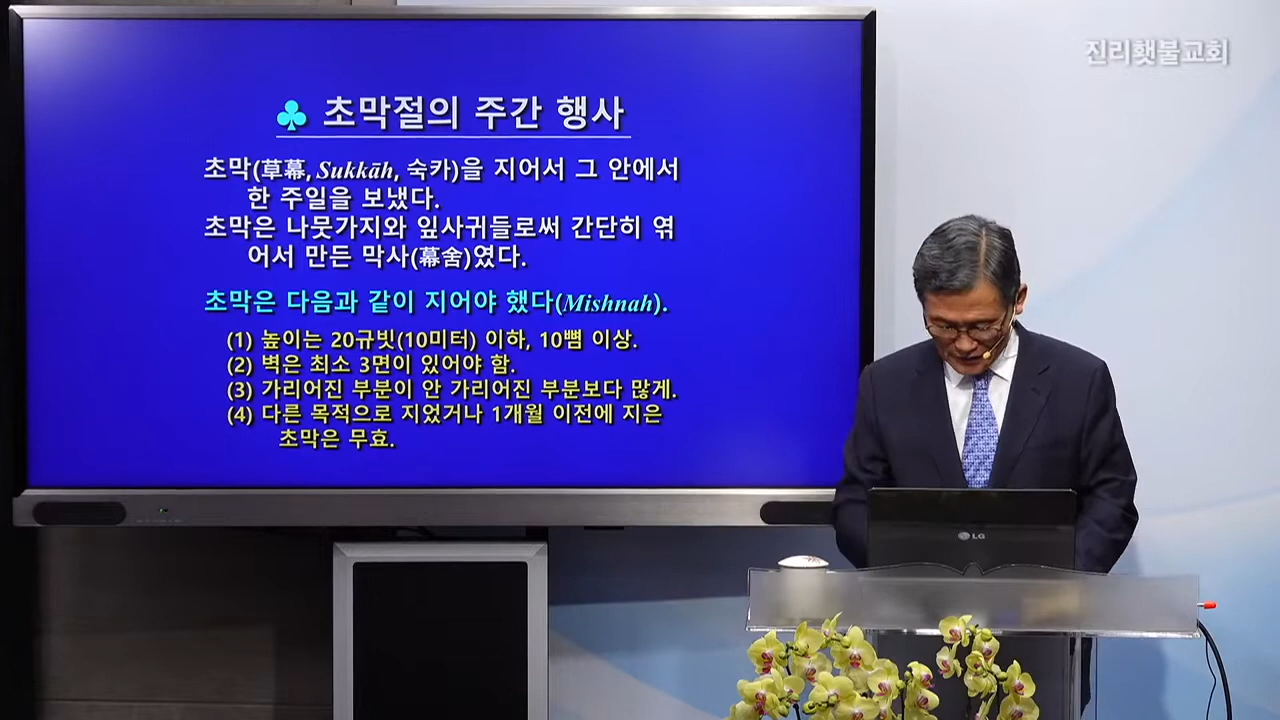 진리횃불교회
♣ 초막절의 주간 행사
초막(草幕, Sukkāh, 숙카)을 지어서 그 안에서
한 주일을 보냈다.
초막은 나뭇가지와 잎사귀들로써 간단히 엮
어서 만든 막사(幕舍)였다.
초막은 다음과 같이 지어야 했다(Mishnah).
(1) 높이는 20규빗(10미터) 이하, 10뼘 이상.
(2) 벽은 최소 3면이 있어야 함.
(3) 가리어진 부분이 안 가리어진 부분보다 많게.
(4) 다른 목적으로 지었거나 1개월 이전에 지은
초막은 무효.
LG